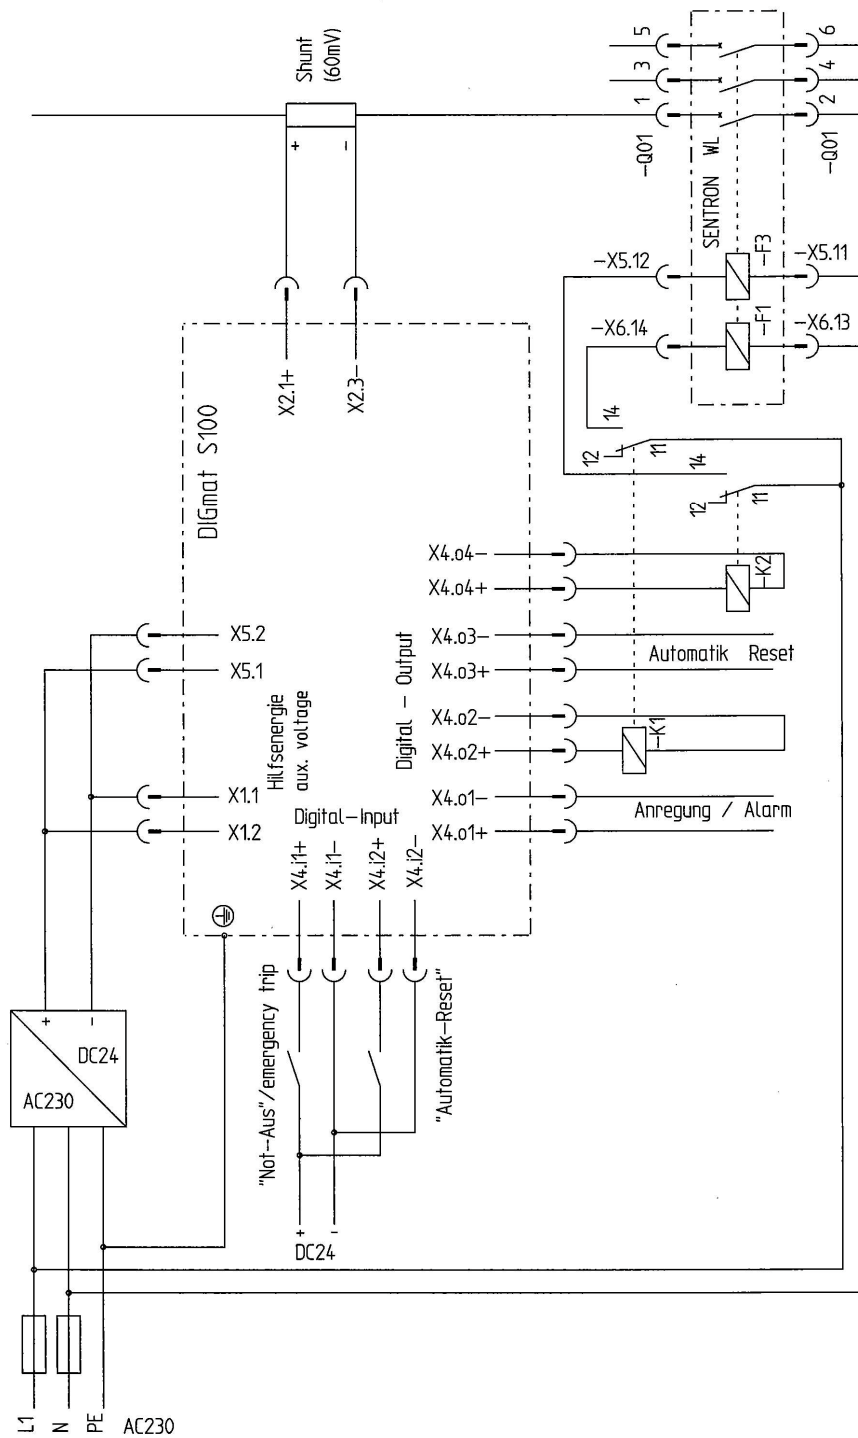 Shunt
(60mV)
+
−
5
3
1
-Q01
6
4
2
-Q01
SENTRON WL
-X5.12
-F3
-X5.11
-X6.14
-F1
-X6.13
X2.1+
X2.3-
DIGmat S100
14
12
11
14
12
11
X4.o4-
X4.o4+
-K2
X5.2
X5.1
X4.o3-
X4.o3+
Automatik Reset
Hilfsenergie
aux. voltage
Digital - Output
X4.o2-
X4.o2+
-K1
X1.1
X1.2
Digital-Input
X4.o1-
X4.o1+
Anregung / Alarm
X4.i1+
X4.i1-
X4.i2+
X4.i2-
+
−
DC24
AC230
"Not-Aus"/emergency trip
"Automatik-Reset"
+
−
DC24
L1
N
PE
AC230